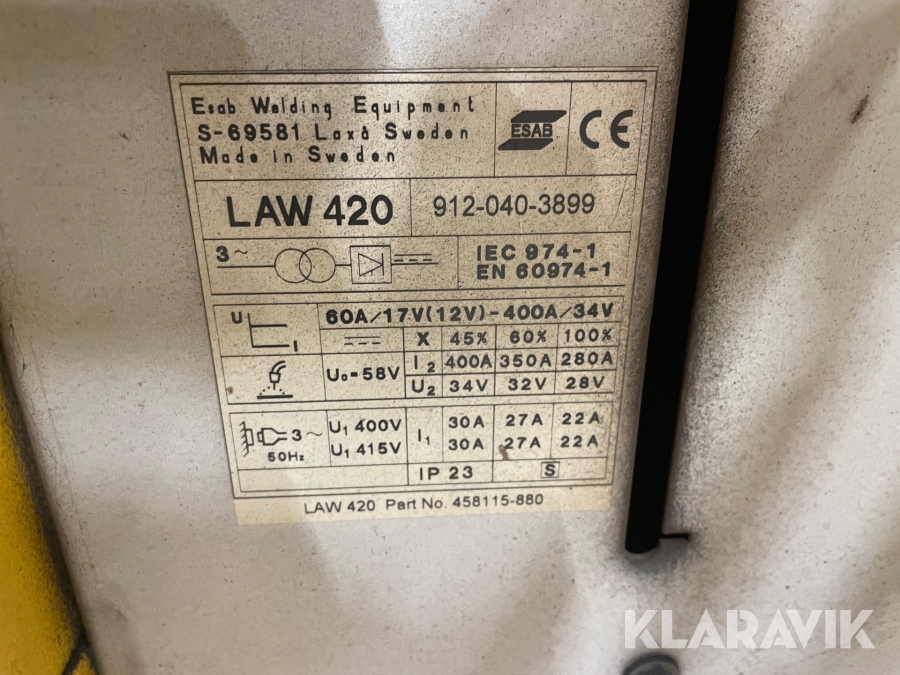 Esab Welding Equipment
S-69581 Laxå Sweden
Made in Sweden
ESAB
CE
LAW 420
912-040-3899
3~
IEC 974-1
EN 60974-1
U
I
60A/17V(12V)-400A/34V
X 45% 60% 100%
U₀=58V
I₂ 400A 350A 280A
U₂ 34V 32V 28V
3~
50Hz
U₁ 400V
U₁ 415V
I₁
30A 27A 22A
30A 27A 22A
IP 23
S
LAW 420 Part No. 458115-880
KLARAVIK